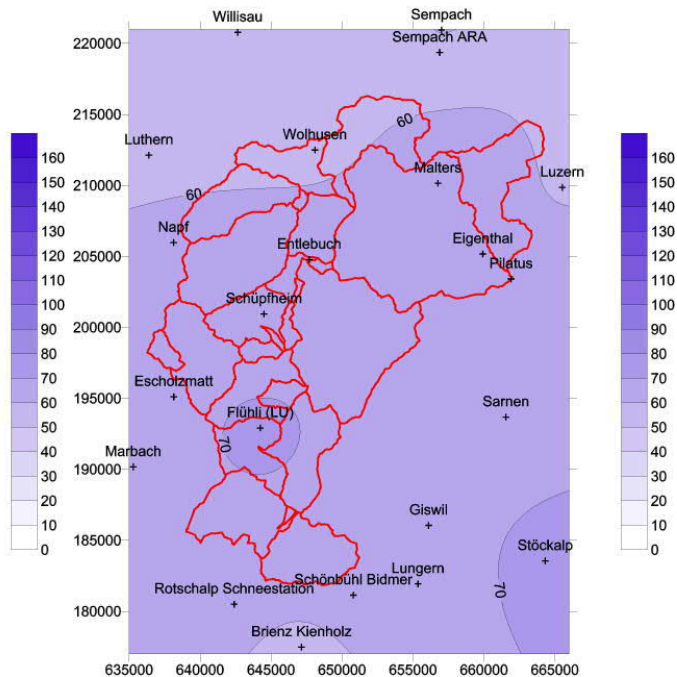 Willisau
Sempach
220000
Sempach ARA
215000
60
Wolhusen
160
Luthern
Malters
160
150
Luzern
150
140
210000
140
130
60
130
120
Napf
Eigenthal
120
110
205000
Entlebuch
Pilatus
110
100
100
90
Schüpfheim
90
80
200000
80
70
70
60
Escholzmatt
60
50
195000
Sarnen
50
40
Flühli (LU)
40
30
Marbach
70
30
20
190000
20
10
Giswil
10
0
185000
Stöckalp
0
Lungern
Schönbühl Bidmer
Rotschalp Schneestation
70
180000
Brienz Kienholz
635000
640000
645000
650000
655000
660000
665000